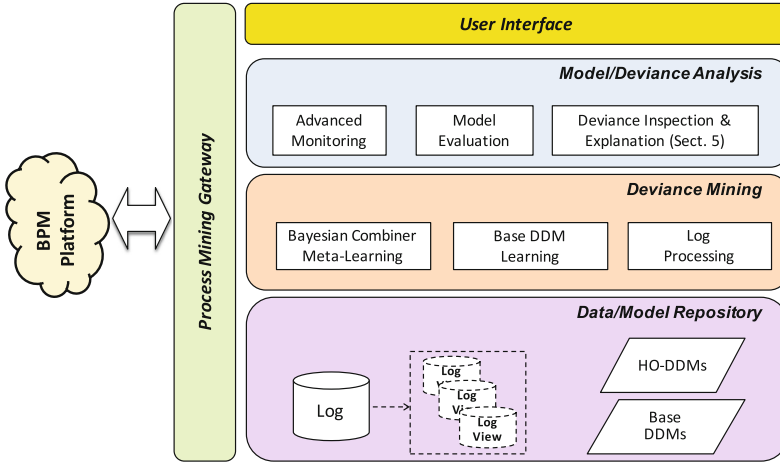 User Interface
Model/Deviance Analysis
Advanced
Monitoring
Model
Evaluation
Deviance Inspection &
Explanation (Sect. 5)
BPM
Platform
Process Mining Gateway
Deviance Mining
Bayesian Combiner
Meta-Learning
Base DDM
Learning
Log
Processing
Data/Model Repository
Log
Log
Log
Log
View
HO-DDMs
Base
DDMs